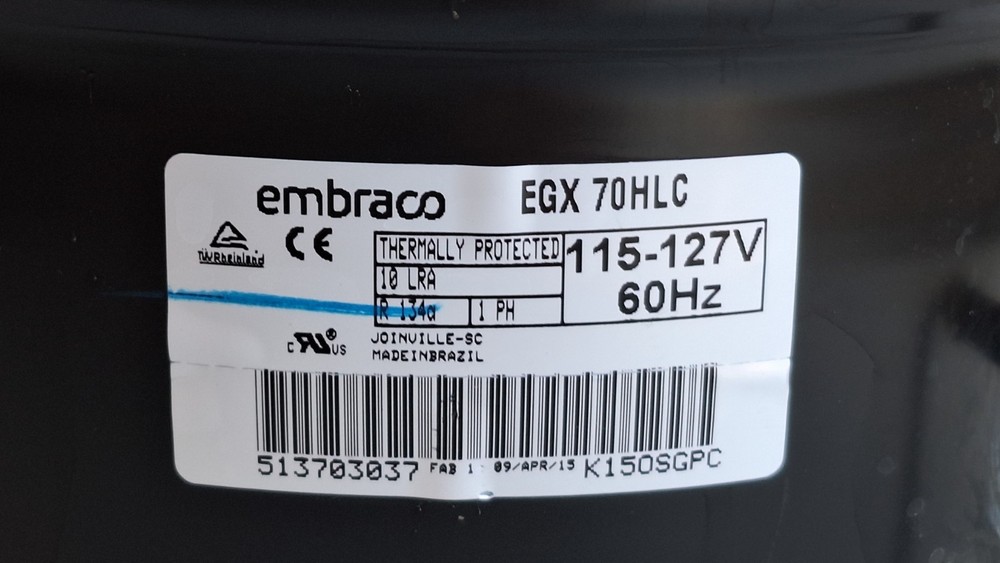 embraco EGX 70HLC
TÜVRheinland CE THERMALLY PROTECTED 115-127V
10 LRA 60Hz
R 134a 1 PH
c RU ® US JOINVILLE-SC
MADEINBRAZIL
513703037 FAB 1 09/APR/15 K150SGPC